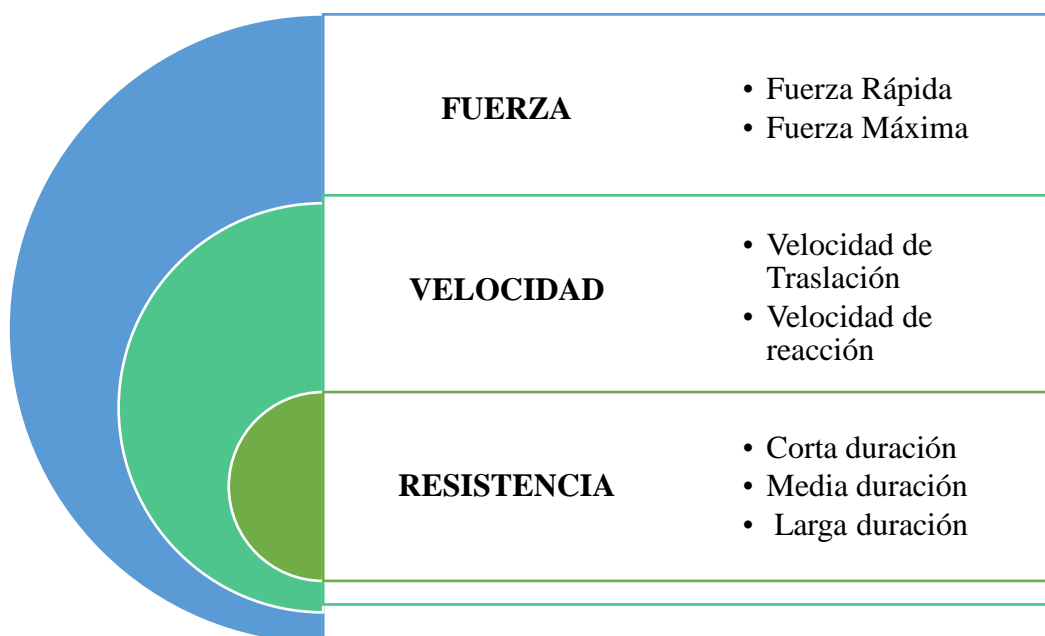 FUERZA
• Fuerza Rápida
• Fuerza Máxima
VELOCIDAD
• Velocidad de
Traslación
• Velocidad de
reacción
RESISTENCIA
• Corta duración
• Media duración
• Larga duración